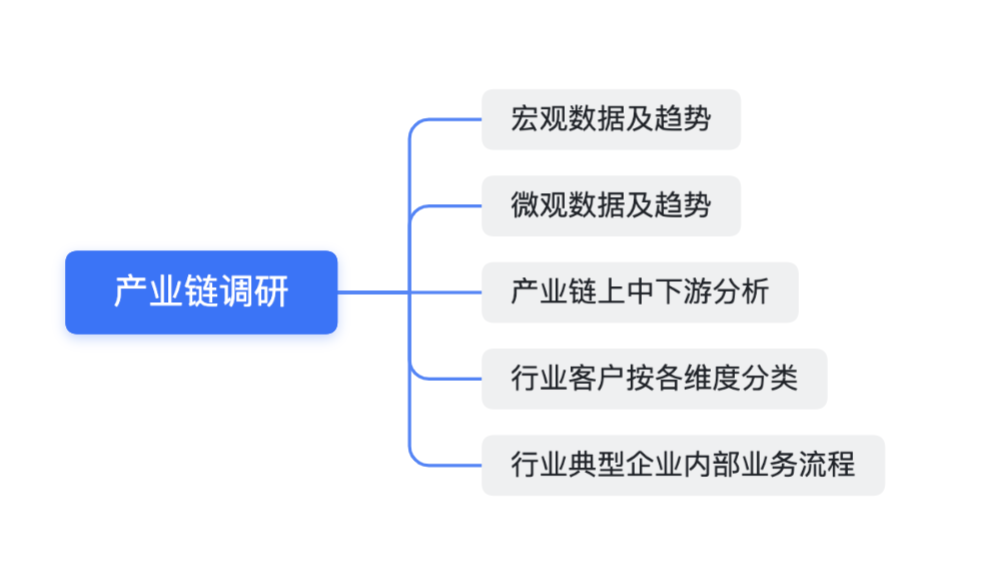 宏观数据及趋势
微观数据及趋势
产业链调研
产业链上中下游分析
行业客户按各维度分类
行业典型企业内部业务流程